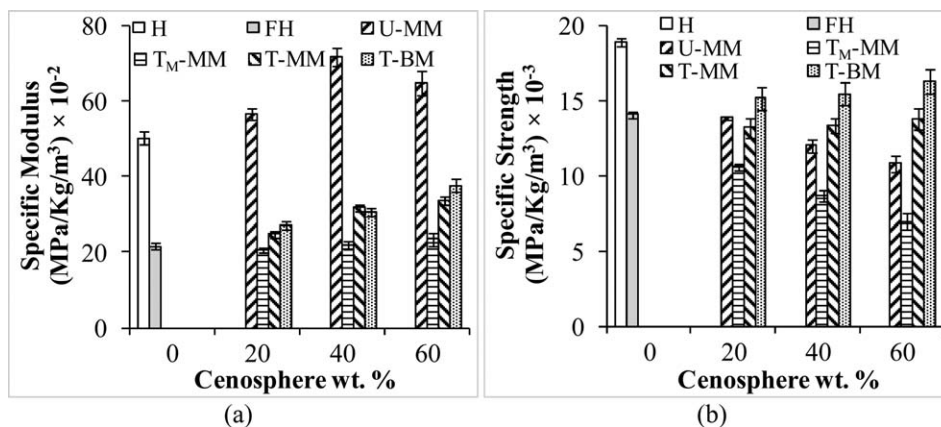 80
60
40
20
0
Specific Modulus
(MPa/Kg/m³) × 10⁻²
H FH U-MM
T_M-MM T-MM T-BM
0 20 40 60
Cenosphere wt. %
(a)
20
15
10
5
0
Specific Strength
(MPa/Kg/m³) × 10⁻³
H FH
U-MM T_M-MM
T-MM T-BM
0 20 40 60
Cenosphere wt. %
(b)